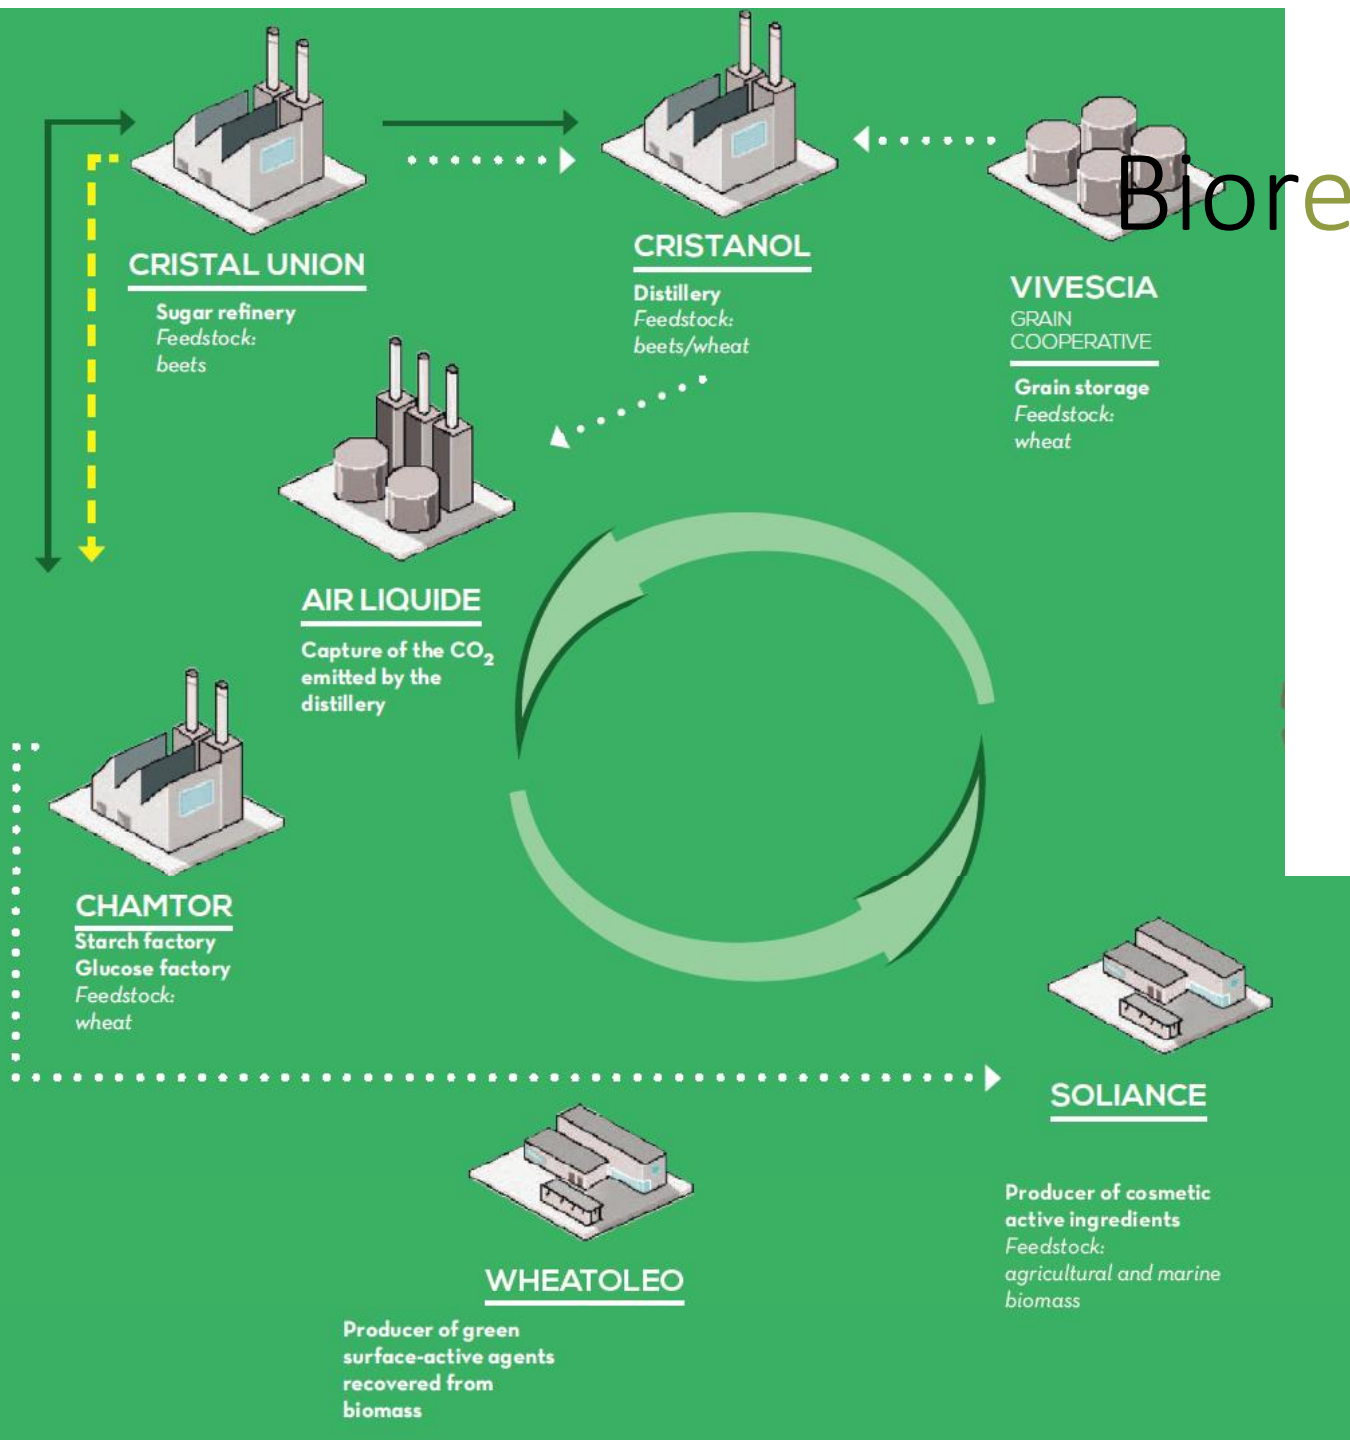 Biore
CRISTAL UNION
Sugar refinery
Feedstock:
beets
CRISTANOL
Distillery
Feedstock:
beets/wheat
VIVESCIA
GRAIN
COOPERATIVE
Grain storage
Feedstock:
wheat
AIR LIQUIDE
Capture of the CO₂
emitted by the
distillery
CHAMTOR
Starch factory
Glucose factory
Feedstock:
wheat
SOLIANCE
Producer of cosmetic
active ingredients
Feedstock:
agricultural and marine
biomass
WHEATOLEO
Producer of green
surface-active agents
recovered from
biomass